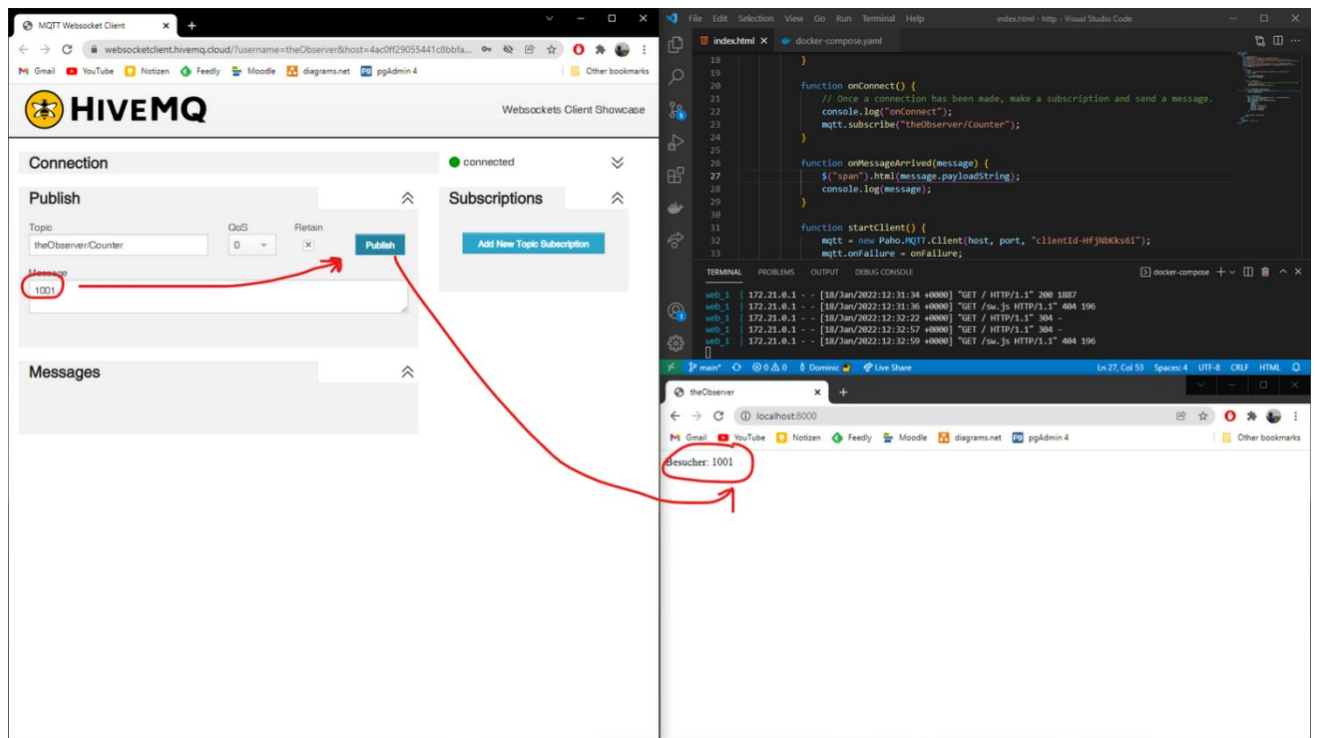 MQTT Websocket Client
websocketclient.hivemq.cloud/?username=theObserver&host=4ac0ff29055441c8bbfa...
Gmail YouTube Notizen Feedly Moodle diagrams.net pgAdmin 4 Other bookmarks
HIVEMQ
Websockets Client Showcase
Connection
connected
Publish
Topic QoS Retain
theObserver/Counter 0 Publish
Message
1001
Subscriptions
Add New Topic Subscription
Messages
File Edit Selection View Go Run Terminal Help index.html - http - Visual Studio Code
index.html docker-compose.yaml
18 }
19
20 function onConnect() {
21 // Once a connection has been made, make a subscription and send a message.
22 console.log("onConnect");
23 mqtt.subscribe("theObserver/Counter");
24 }
25
26 function onMessageArrived(message) {
27 $("span").html(message.payloadString);
28 console.log(message);
29 }
30
31 function startClient() {
32 mqtt = new Paho.MQTT.Client(host, port, "clientId-HfjNbKks6i");
33 mqtt.onFailure = onFailure;
TERMINAL PROBLEMS OUTPUT DEBUG CONSOLE docker-compose
web_1 | 172.21.0.1 - - [18/Jan/2022:12:31:34 +0000] "GET / HTTP/1.1" 200 1887
web_1 | 172.21.0.1 - - [18/Jan/2022:12:31:36 +0000] "GET /sw.js HTTP/1.1" 404 196
web_1 | 172.21.0.1 - - [18/Jan/2022:12:32:22 +0000] "GET / HTTP/1.1" 304 -
web_1 | 172.21.0.1 - - [18/Jan/2022:12:32:57 +0000] "GET / HTTP/1.1" 304 -
web_1 | 172.21.0.1 - - [18/Jan/2022:12:32:59 +0000] "GET /sw.js HTTP/1.1" 404 196
main* 0 0 Dominic Live Share Ln 27, Col 53 Spaces: 4 UTF-8 CRLF HTML
theObserver
localhost:8000
Gmail YouTube Notizen Feedly Moodle diagrams.net pgAdmin 4 Other bookmarks
Besucher: 1001